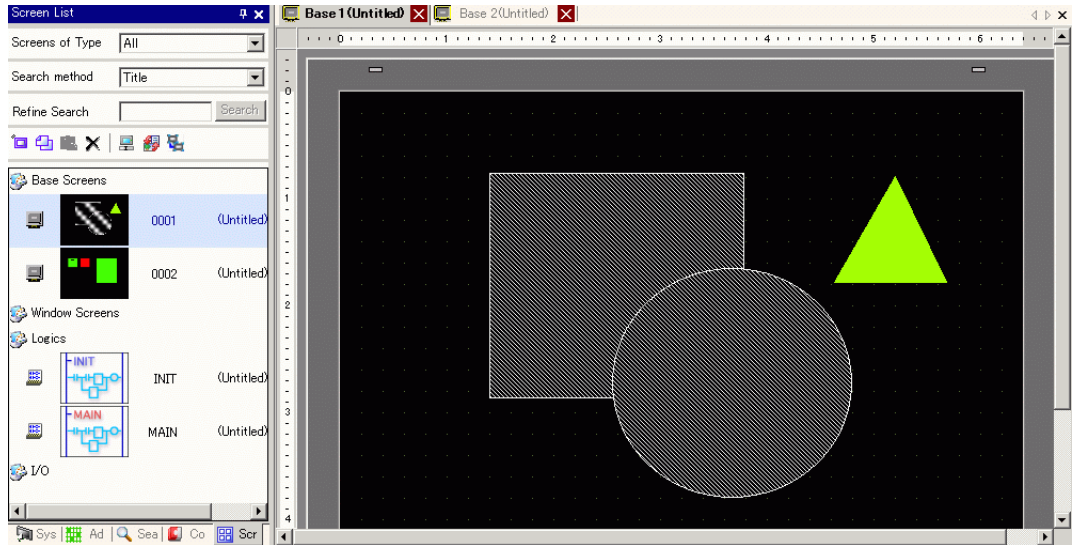 Screen List
Base 1(Untitled) Base 2(Untitled)
Screens of Type All
Search method Title
Refine Search Search
Base Screens
0001 (Untitled)
0002 (Untitled)
Window Screens
Logics
INIT INIT (Untitled)
MAIN MAIN (Untitled)
I/O
Sys Ad Sea Co Scr
0 1 2 3 4 5 6
0
1
2
3
4